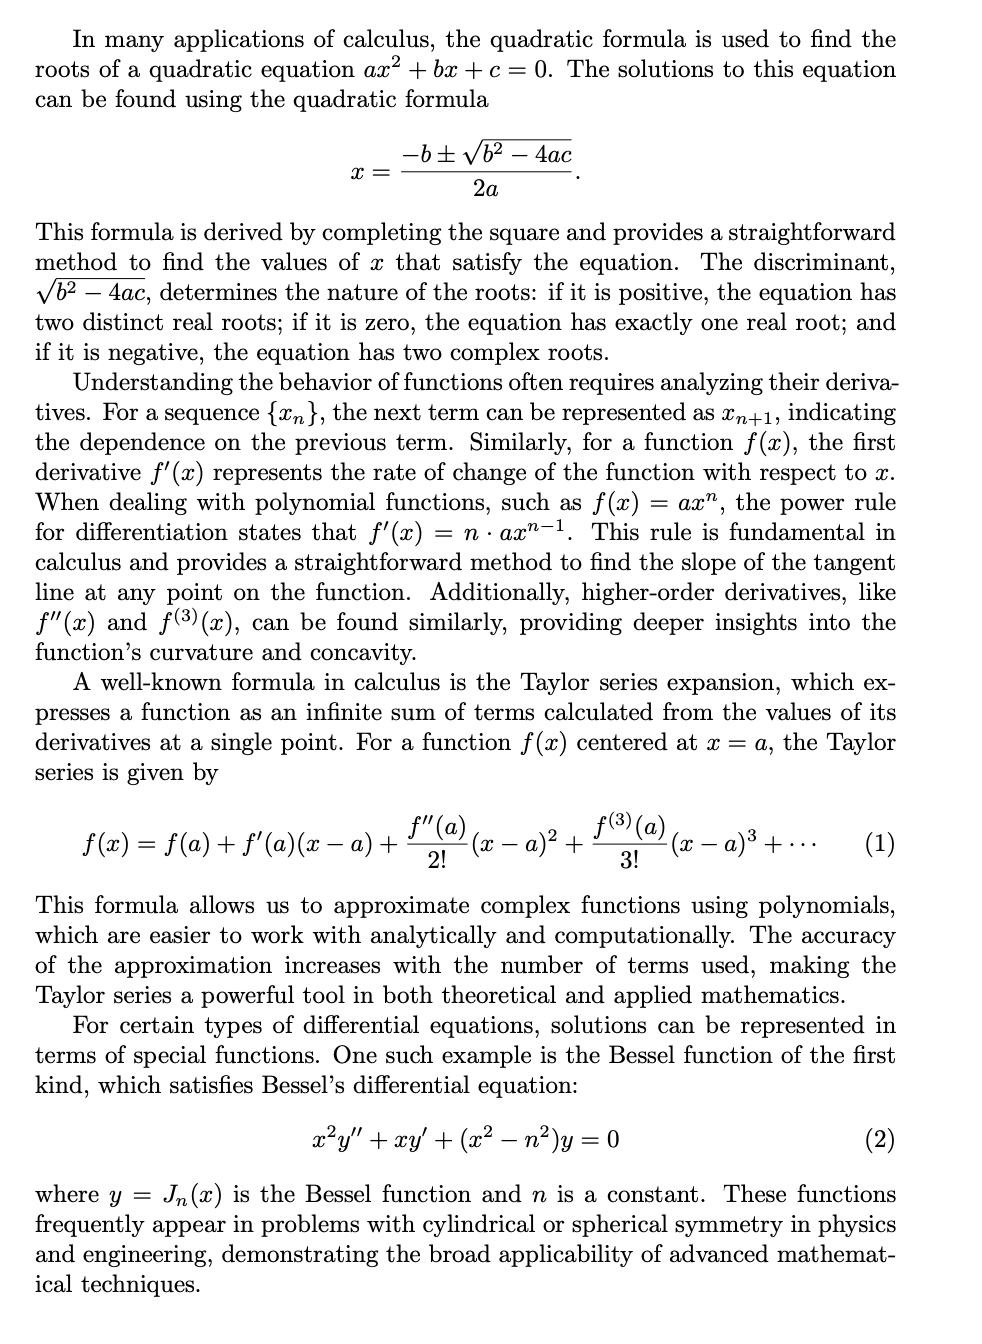 In many applications of calculus, the quadratic formula is used to find the
roots of a quadratic equation $ax^2 + bx + c = 0$. The solutions to this equation
can be found using the quadratic formula
$$x = \frac{-b \pm \sqrt{b^2 - 4ac}}{2a}.$$
This formula is derived by completing the square and provides a straightforward
method to find the values of $x$ that satisfy the equation. The discriminant,
$\sqrt{b^2 - 4ac}$, determines the nature of the roots: if it is positive, the equation has
two distinct real roots; if it is zero, the equation has exactly one real root; and
if it is negative, the equation has two complex roots.
Understanding the behavior of functions often requires analyzing their deriva-
tives. For a sequence $\{x_n\}$, the next term can be represented as $x_{n+1}$, indicating
the dependence on the previous term. Similarly, for a function $f(x)$, the first
derivative $f'(x)$ represents the rate of change of the function with respect to $x$.
When dealing with polynomial functions, such as $f(x) = ax^n$, the power rule
for differentiation states that $f'(x) = n \cdot ax^{n-1}$. This rule is fundamental in
calculus and provides a straightforward method to find the slope of the tangent
line at any point on the function. Additionally, higher-order derivatives, like
$f''(x)$ and $f^{(3)}(x)$, can be found similarly, providing deeper insights into the
function's curvature and concavity.
A well-known formula in calculus is the Taylor series expansion, which ex-
presses a function as an infinite sum of terms calculated from the values of its
derivatives at a single point. For a function $f(x)$ centered at $x = a$, the Taylor
series is given by
$$f(x) = f(a) + f'(a)(x - a) + \frac{f''(a)}{2!}(x - a)^2 + \frac{f^{(3)}(a)}{3!}(x - a)^3 + \cdots \quad (1)$$
This formula allows us to approximate complex functions using polynomials,
which are easier to work with analytically and computationally. The accuracy
of the approximation increases with the number of terms used, making the
Taylor series a powerful tool in both theoretical and applied mathematics.
For certain types of differential equations, solutions can be represented in
terms of special functions. One such example is the Bessel function of the first
kind, which satisfies Bessel's differential equation:
$$x^2y'' + xy' + (x^2 - n^2)y = 0 \quad (2)$$
where $y = J_n(x)$ is the Bessel function and $n$ is a constant. These functions
frequently appear in problems with cylindrical or spherical symmetry in physics
and engineering, demonstrating the broad applicability of advanced mathemat-
ical techniques.